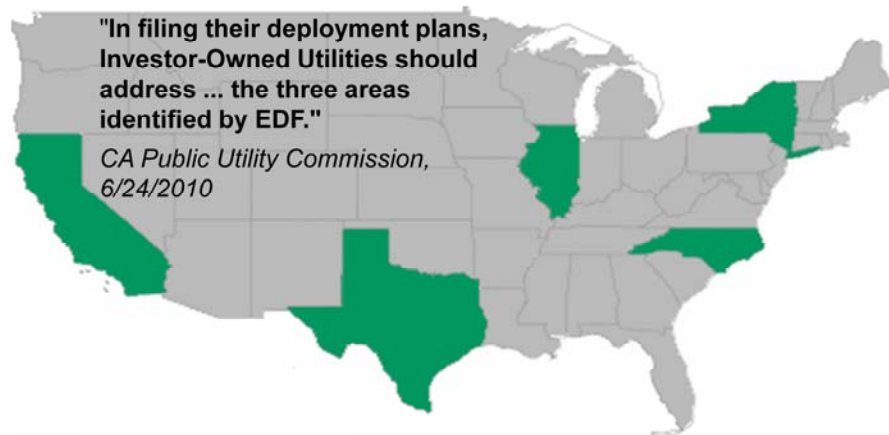 "In filing their deployment plans,
Investor-Owned Utilities should
address ... the three areas
identified by EDF."
CA Public Utility Commission,
6/24/2010